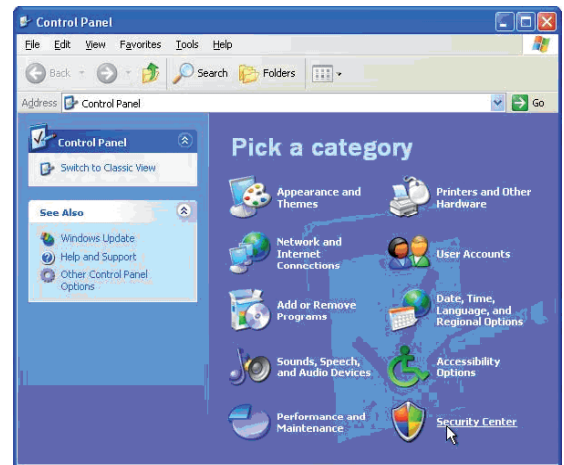 Control Panel
File Edit View Favorites Tools Help
Back Search Folders
Address Control Panel Go
Control Panel
Switch to Classic View
See Also
Windows Update
Help and Support
Other Control Panel
Options
Pick a category
Appearance and
Themes
Printers and Other
Hardware
Network and
Internet
Connections
User Accounts
Add or Remove
Programs
Date, Time,
Language, and
Regional Options
Sounds, Speech,
and Audio Devices
Accessibility
Options
Performance and
Maintenance
Security Center